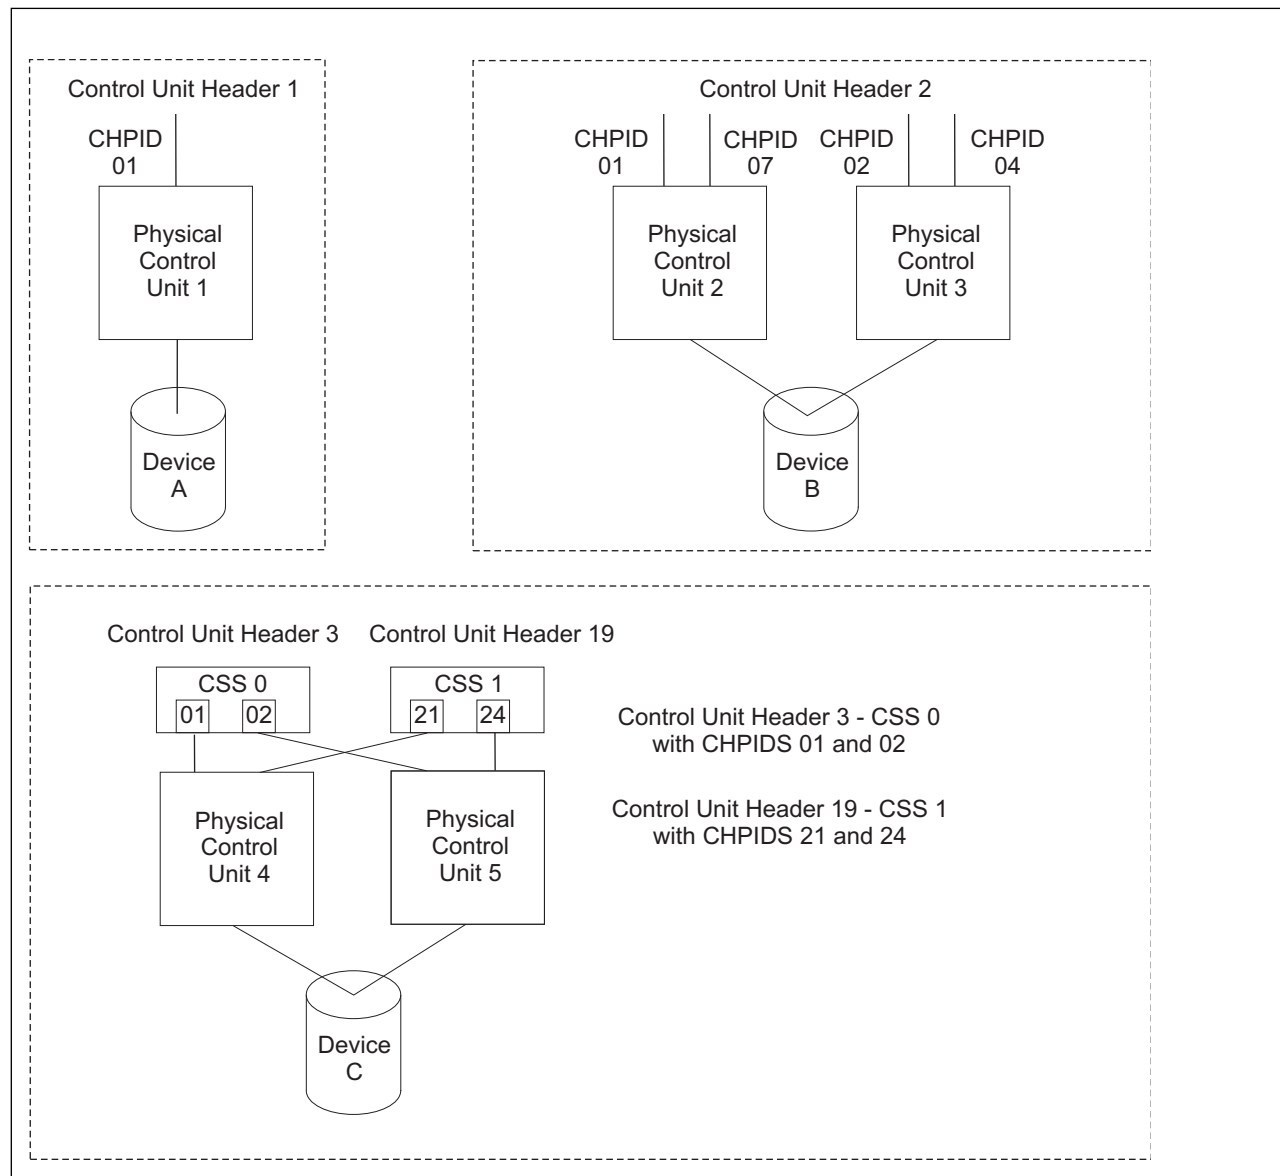 Control Unit Header 1
CHPID
01
Physical
Control
Unit 1
Device
A
Control Unit Header 2
CHPID
01
CHPID
07
CHPID
02
CHPID
04
Physical
Control
Unit 2
Physical
Control
Unit 3
Device
B
Control Unit Header 3
Control Unit Header 19
CSS 0
01
02
CSS 1
21
24
Control Unit Header 3 - CSS 0
with CHPIDS 01 and 02
Control Unit Header 19 - CSS 1
with CHPIDS 21 and 24
Physical
Control
Unit 4
Physical
Control
Unit 5
Device
C